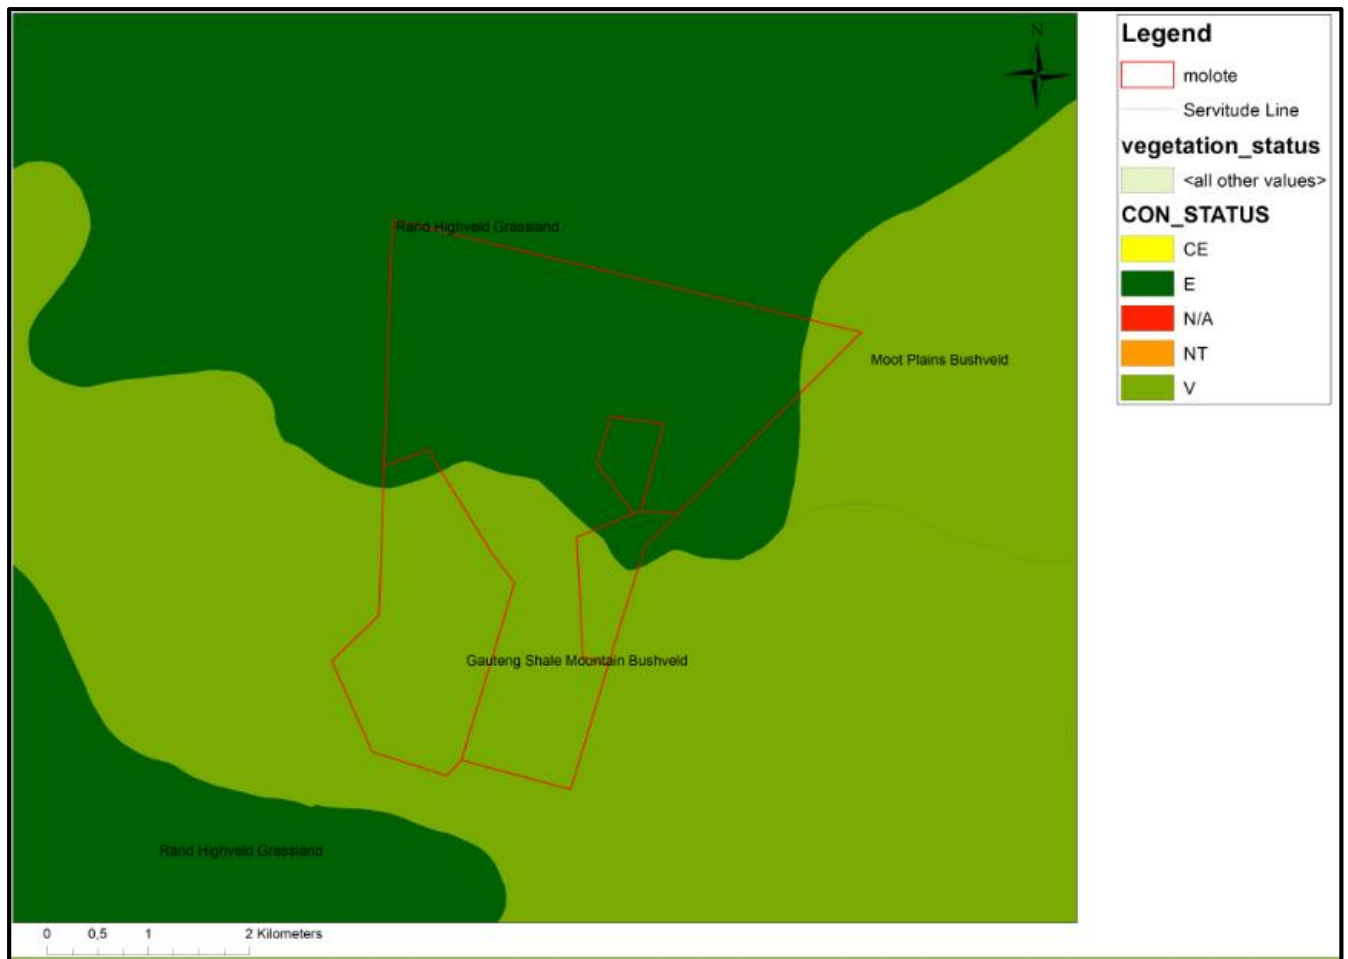 N
Rand Highveld Grassland
Moot Plains Bushveld
Gauteng Shale Mountain Bushveld
Rand Highveld Grassland
0 0,5 1 2 Kilometers
Legend
molote
Servitude Line
vegetation_status
<all other values>
CON_STATUS
CE
E
N/A
NT
V